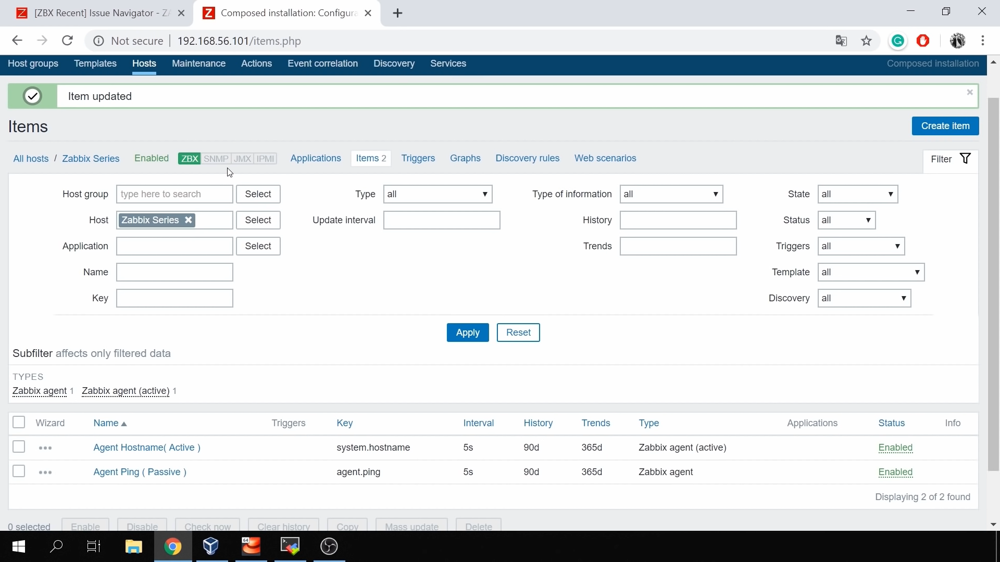 [ZBX Recent] Issue Navigator - ZA
Composed installation: Configura
Not secure | 192.168.56.101/items.php
Host groups Templates Hosts Maintenance Actions Event correlation Discovery Services Composed installation
Item updated
Items
Create item
All hosts / Zabbix Series Enabled ZBX SNMP JMX IPMI Applications Items 2 Triggers Graphs Discovery rules Web scenarios Filter
Host group type here to search Select Type all Type of information all State all
Host Zabbix Series Select Update interval History Status all
Application Select Trends Triggers all
Name Template all
Key Discovery all
Apply Reset
Subfilter affects only filtered data
TYPES
Zabbix agent 1 Zabbix agent (active) 1
Wizard Name Triggers Key Interval History Trends Type Applications Status Info
Agent Hostname( Active ) system.hostname 5s 90d 365d Zabbix agent (active) Enabled
Agent Ping ( Passive ) agent.ping 5s 90d 365d Zabbix agent Enabled
Displaying 2 of 2 found
0 selected Enable Disable Check now Clear history Copy Mass update Delete
64